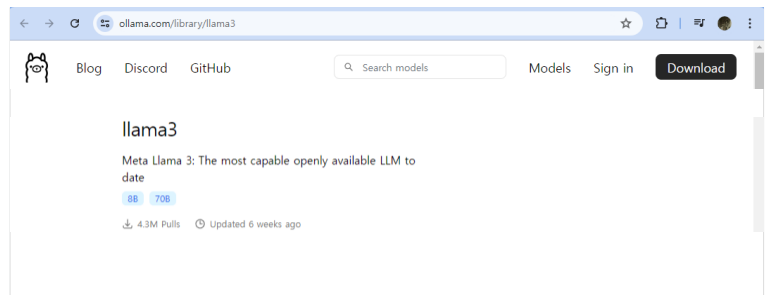 ollama.com/library/llama3
Blog Discord GitHub Search models Models Sign in Download
llama3
Meta Llama 3: The most capable openly available LLM to
date
8B 70B
4.3M Pulls Updated 6 weeks ago